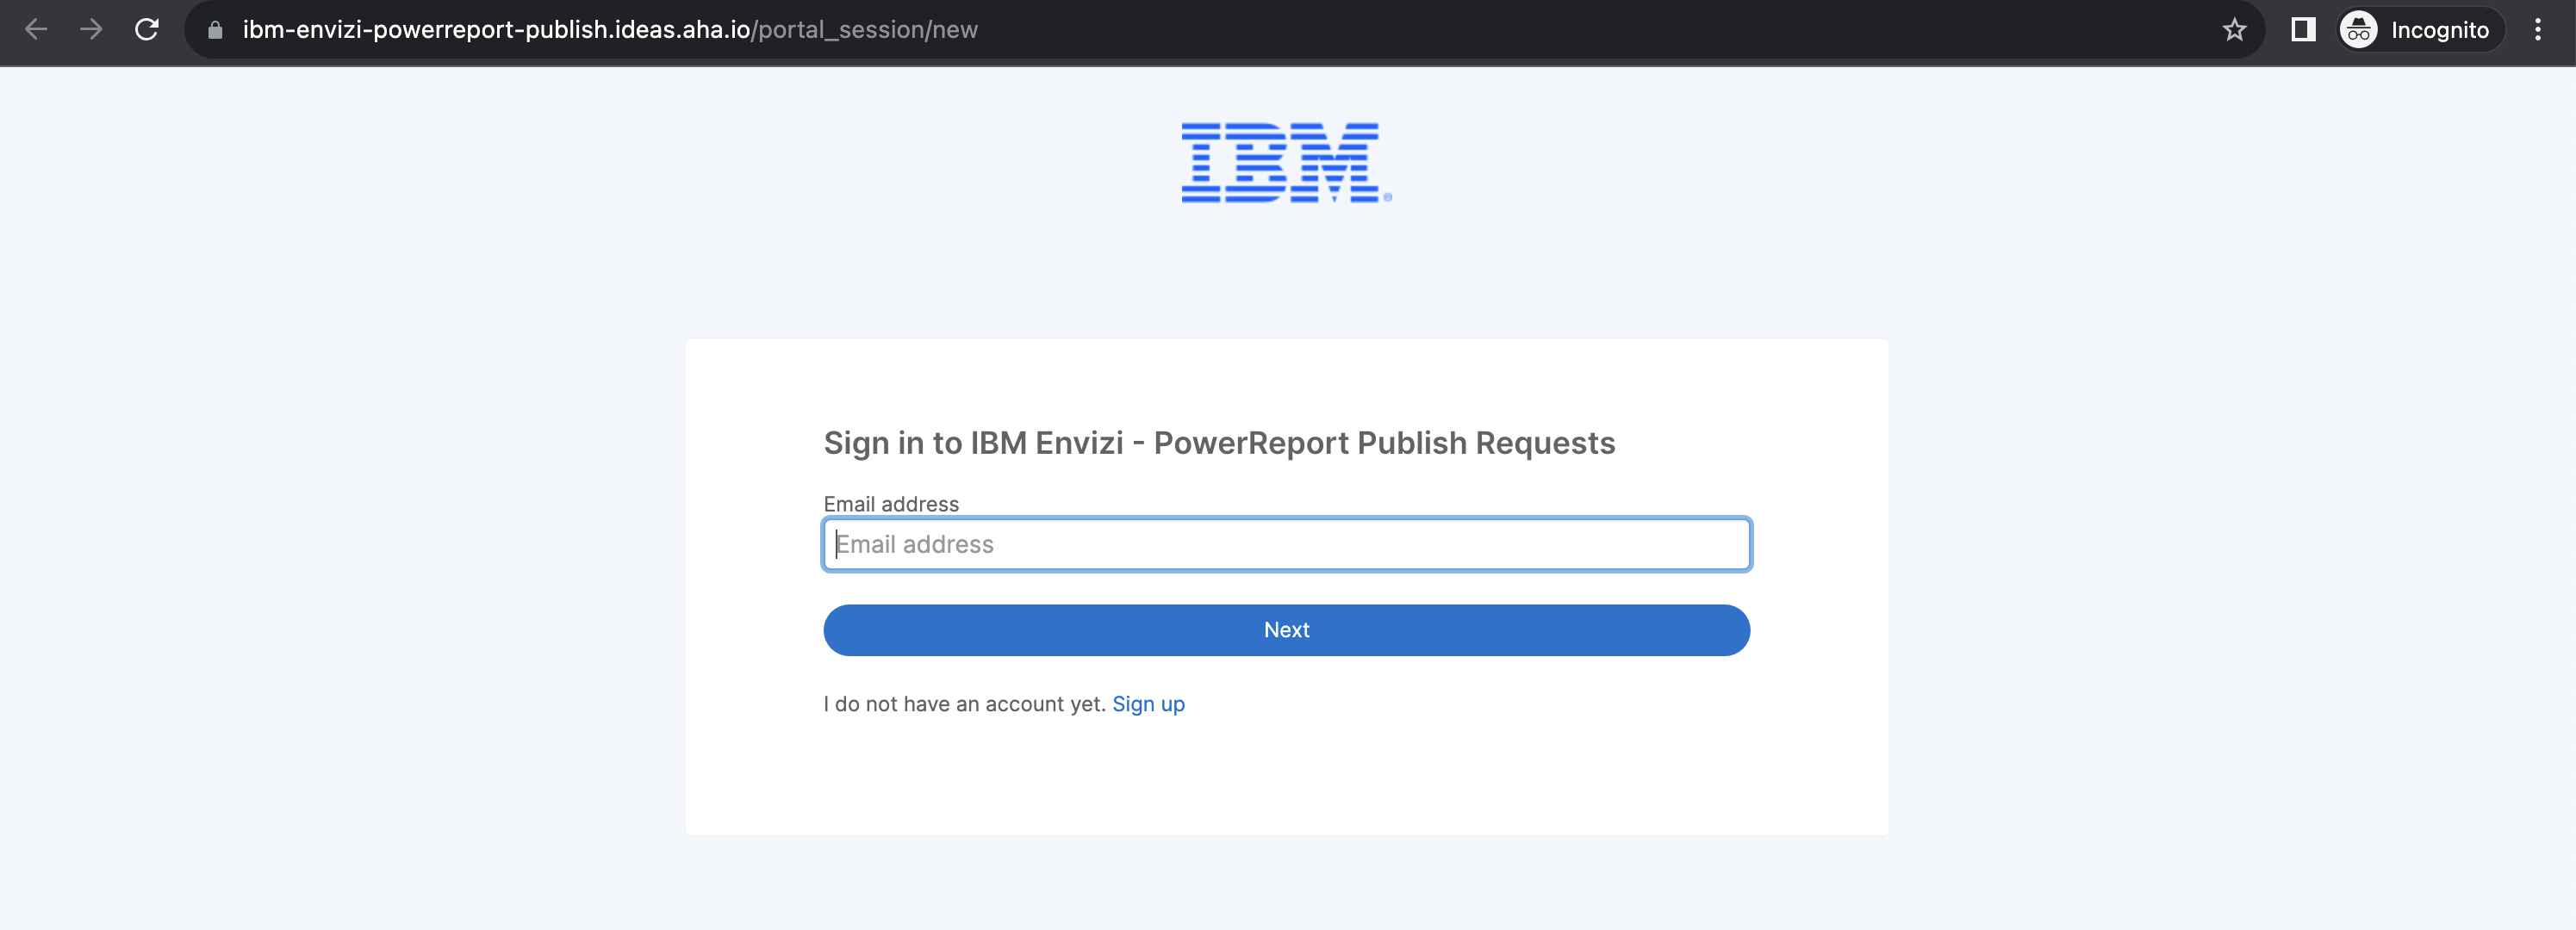 ibm-envizi-powerreport-publish.ideas.aha.io/portal_session/new
Incognito
IBM
Sign in to IBM Envizi - PowerReport Publish Requests
Email address
Email address
Next
I do not have an account yet. Sign up